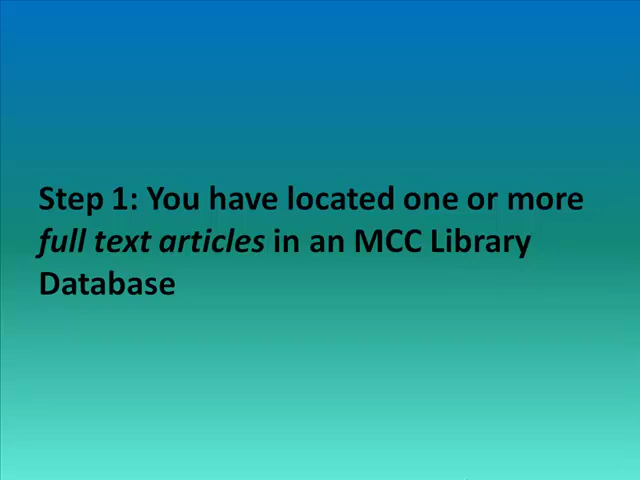 Step 1: You have located one or more
full text articles in an MCC Library
Database